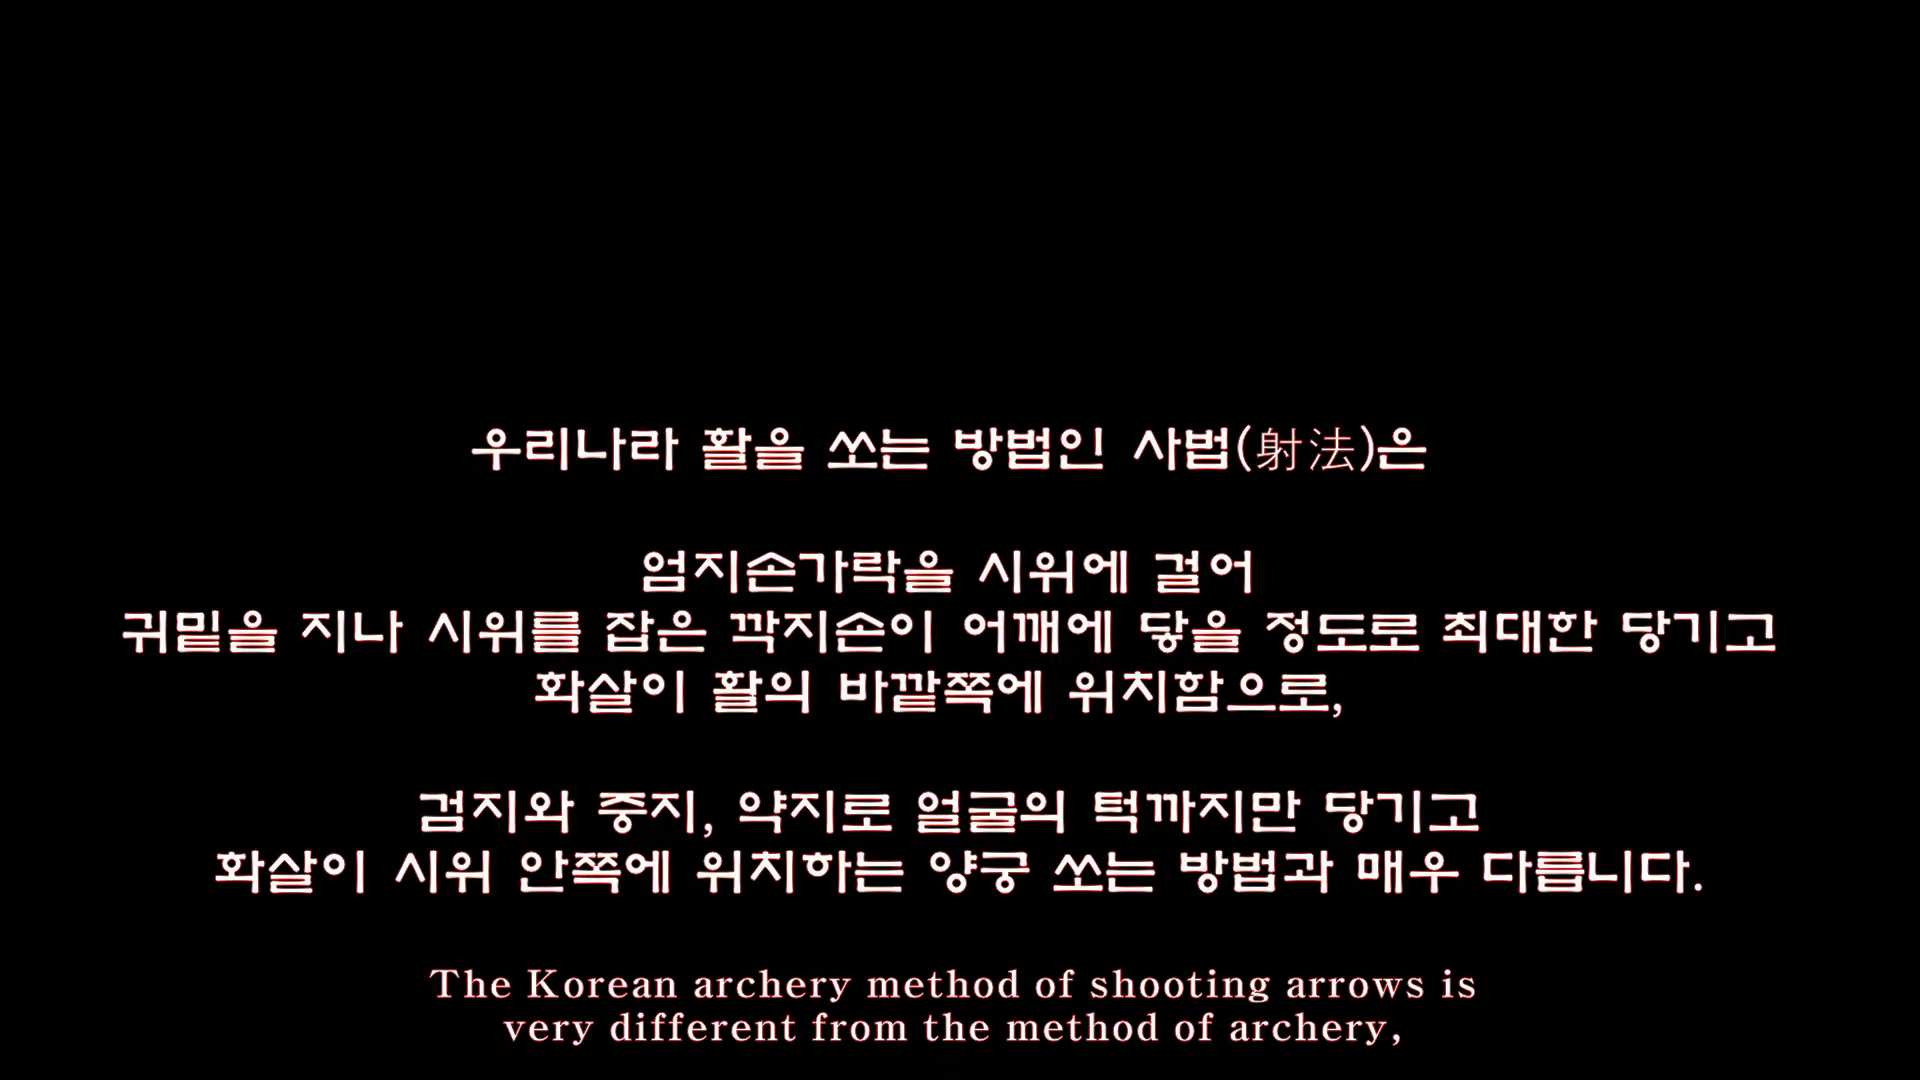 우리나라 활을 쏘는 방법인 사법(射法)은
엄지손가락을 시위에 걸어
귀밑을 지나 시위를 잡은 깍지손이 어깨에 닿을 정도로 최대한 당기고
화살이 활의 바깥쪽에 위치함으로,
검지와 중지, 약지로 얼굴의 턱까지만 당기고
화살이 시위 안쪽에 위치하는 양궁 쏘는 방법과 매우 다릅니다.
The Korean archery method of shooting arrows is
very different from the method of archery,